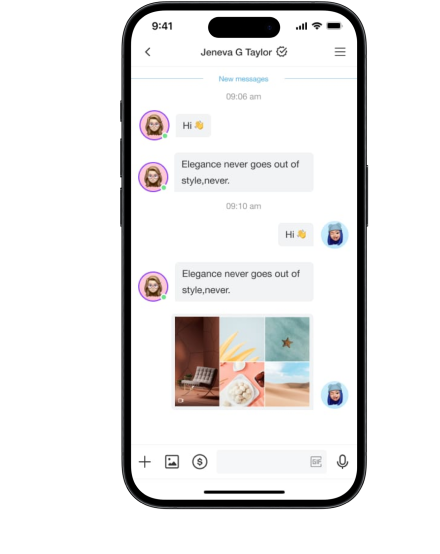 9:41
Jeneva G Taylor
New messages
09:06 am
Hi 👋
Elegance never goes out of
style,never.
09:10 am
Hi 👋
Elegance never goes out of
style,never.
GIF